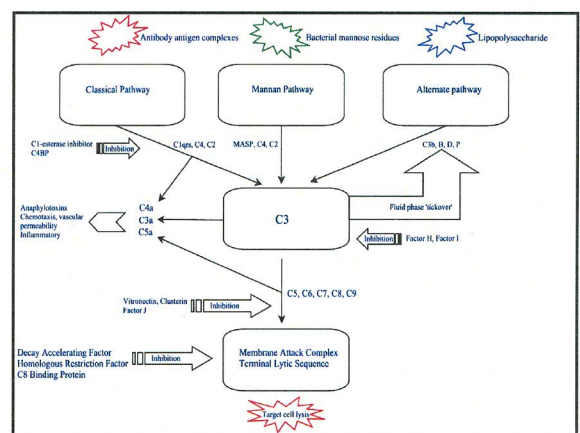 Antibody antigen complexes
Bacterial mannose residues
Lipopolysaccharide
Classical Pathway
Mannan Pathway
Alternate pathway
C1-esterase inhibitor
C4BP
Inhibition
C1qrs, C4, C2
MASP, C4, C2
C3b, B, D, P
Anaphylotoxins
Chemotaxis, vascular
permeability
Inflammatory
C4a
C3a
C5a
C3
Fluid phase 'tickover'
Inhibition
Factor H, Factor I
C5, C6, C7, C8, C9
Vitronectin, Clusterin
Factor J
Inhibition
Decay Accelerating Factor
Homologous Restriction Factor
C8 Binding Protein
Inhibition
Membrane Attack Complex
Terminal Lytic Sequence
Target cell lysis